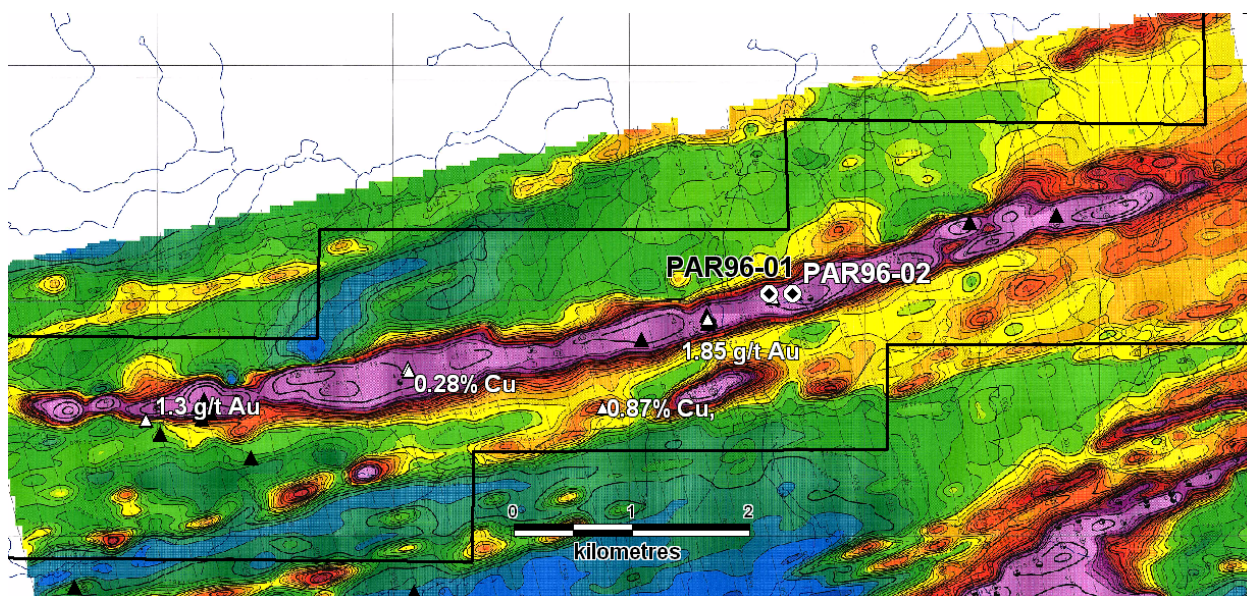 PAR96-01
PAR96-02
1.85 g/t Au
0.28% Cu
1.3 g/t Au
0.87% Cu,
0 1 2
kilometres